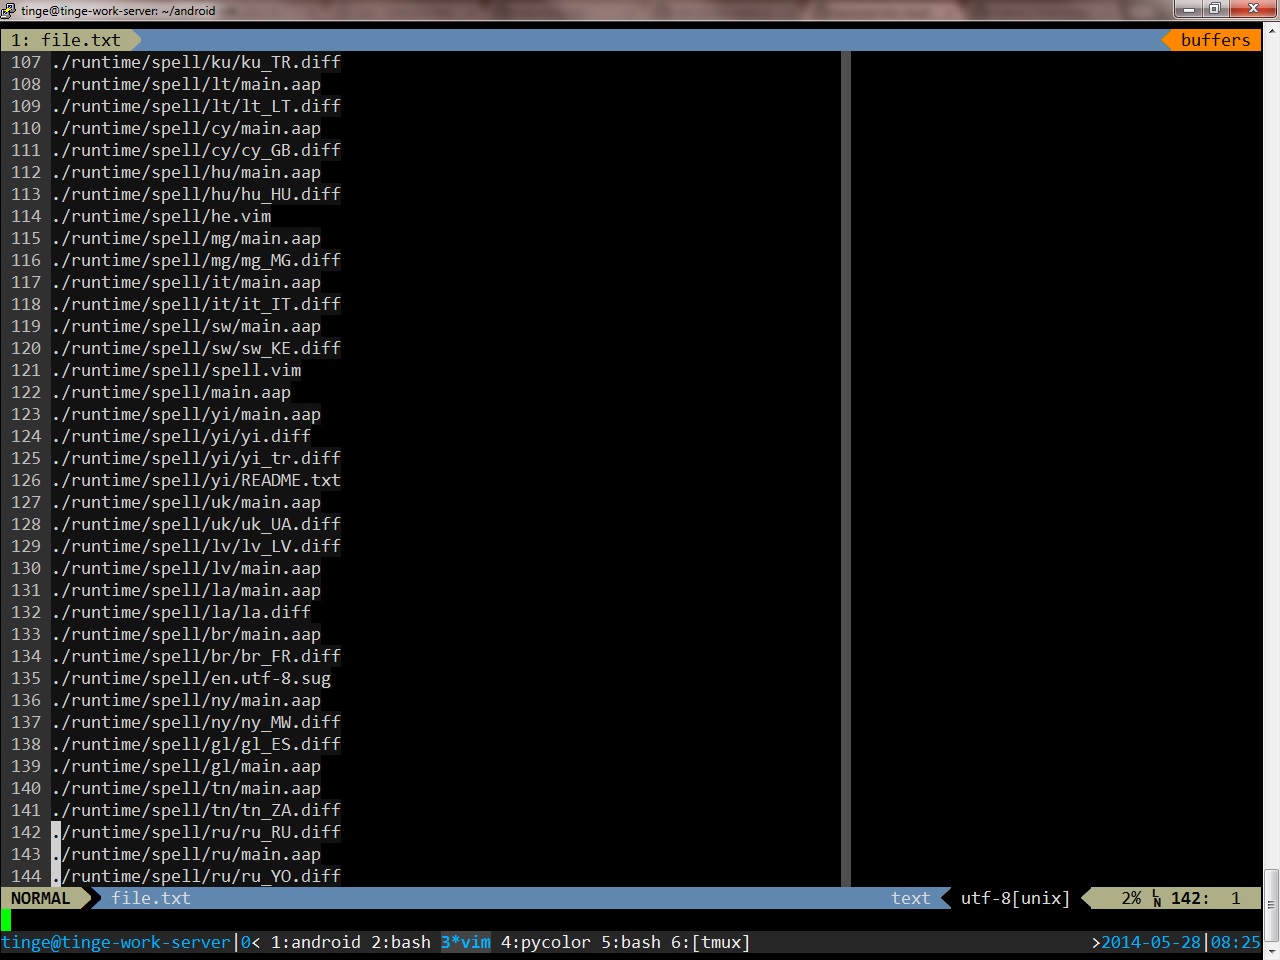 tinge@tinge-work-server: ~/android
1: file.txt buffers
107 ./runtime/spell/ku/ku_TR.diff
108 ./runtime/spell/lt/main.aap
109 ./runtime/spell/lt/lt_LT.diff
110 ./runtime/spell/cy/main.aap
111 ./runtime/spell/cy/cy_GB.diff
112 ./runtime/spell/hu/main.aap
113 ./runtime/spell/hu/hu_HU.diff
114 ./runtime/spell/he.vim
115 ./runtime/spell/mg/main.aap
116 ./runtime/spell/mg/mg_MG.diff
117 ./runtime/spell/it/main.aap
118 ./runtime/spell/it/it_IT.diff
119 ./runtime/spell/sw/main.aap
120 ./runtime/spell/sw/sw_KE.diff
121 ./runtime/spell/spell.vim
122 ./runtime/spell/main.aap
123 ./runtime/spell/yi/main.aap
124 ./runtime/spell/yi/yi.diff
125 ./runtime/spell/yi/yi_tr.diff
126 ./runtime/spell/yi/README.txt
127 ./runtime/spell/uk/main.aap
128 ./runtime/spell/uk/uk_UA.diff
129 ./runtime/spell/lv/lv_LV.diff
130 ./runtime/spell/lv/main.aap
131 ./runtime/spell/la/main.aap
132 ./runtime/spell/la/la.diff
133 ./runtime/spell/br/main.aap
134 ./runtime/spell/br/br_FR.diff
135 ./runtime/spell/en.utf-8.sug
136 ./runtime/spell/ny/main.aap
137 ./runtime/spell/ny/ny_MW.diff
138 ./runtime/spell/gl/gl_ES.diff
139 ./runtime/spell/gl/main.aap
140 ./runtime/spell/tn/main.aap
141 ./runtime/spell/tn/tn_ZA.diff
142 ./runtime/spell/ru/ru_RU.diff
143 ./runtime/spell/ru/main.aap
144 ./runtime/spell/ru/ru_YO.diff
NORMAL file.txt text utf-8[unix] 2% LN 142: 1
tinge@tinge-work-server|0< 1:android 2:bash 3*vim 4:pycolor 5:bash 6:[tmux] >2014-05-28|08:25